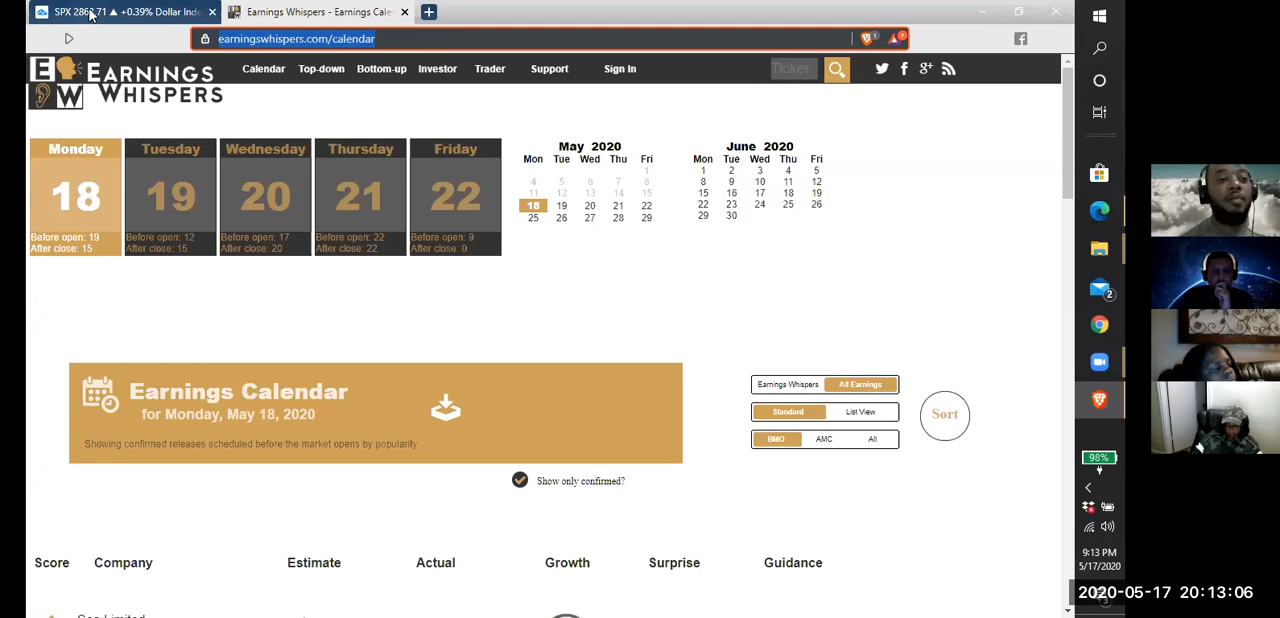 SPX 2863.71 ▲ +0.39% Dollar Inde
Earnings Whispers - Earnings Cale
earningswhispers.com/calendar
EARNINGS WHISPERS
Calendar Top-down Bottom-up Investor Trader Support Sign In
Ticker
Monday Tuesday Wednesday Thursday Friday
18 19 20 21 22
Before open: 19 Before open: 12 Before open: 17 Before open: 22 Before open: 9
After close: 15 After close: 15 After close: 20 After close: 22 After close: 0
May 2020
Mon Tue Wed Thu Fri
1
4 5 6 7 8
11 12 13 14 15
18 19 20 21 22
25 26 27 28 29
June 2020
Mon Tue Wed Thu Fri
1 2 3 4 5
8 9 10 11 12
15 16 17 18 19
22 23 24 25 26
29 30
Earnings Calendar
for Monday, May 18, 2020
Showing confirmed releases scheduled before the market opens by popularity
Earnings Whispers All Earnings
Standard List View
BMO AMC All
Sort
Show only confirmed?
Score Company Estimate Actual Growth Surprise Guidance
2
98%
9:13 PM
5/17/2020
2020-05-17 20:13:06